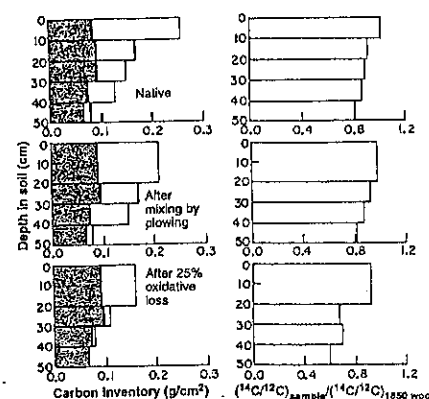 0
10
20
30
40
50
Native
0.0 0.1 0.2 0.3
0
10
20
30
40
50
0.0 0.4 0.8 1.2
Depth in soil (cm)
0
10
20
30
40
50
After
mixing by
plowing
0.0 0.1 0.2 0.3
0
10
20
30
40
50
0.0 0.4 0.8 1.2
0
10
20
30
40
50
After 25%
oxidative
loss
0.0 0.1 0.2 0.3
Carbon Inventory (g/cm²)
0
10
20
30
40
50
0.0 0.4 0.8 1.2
(¹⁴C/¹²C)sample/(¹⁴C/¹²C)1850 woo